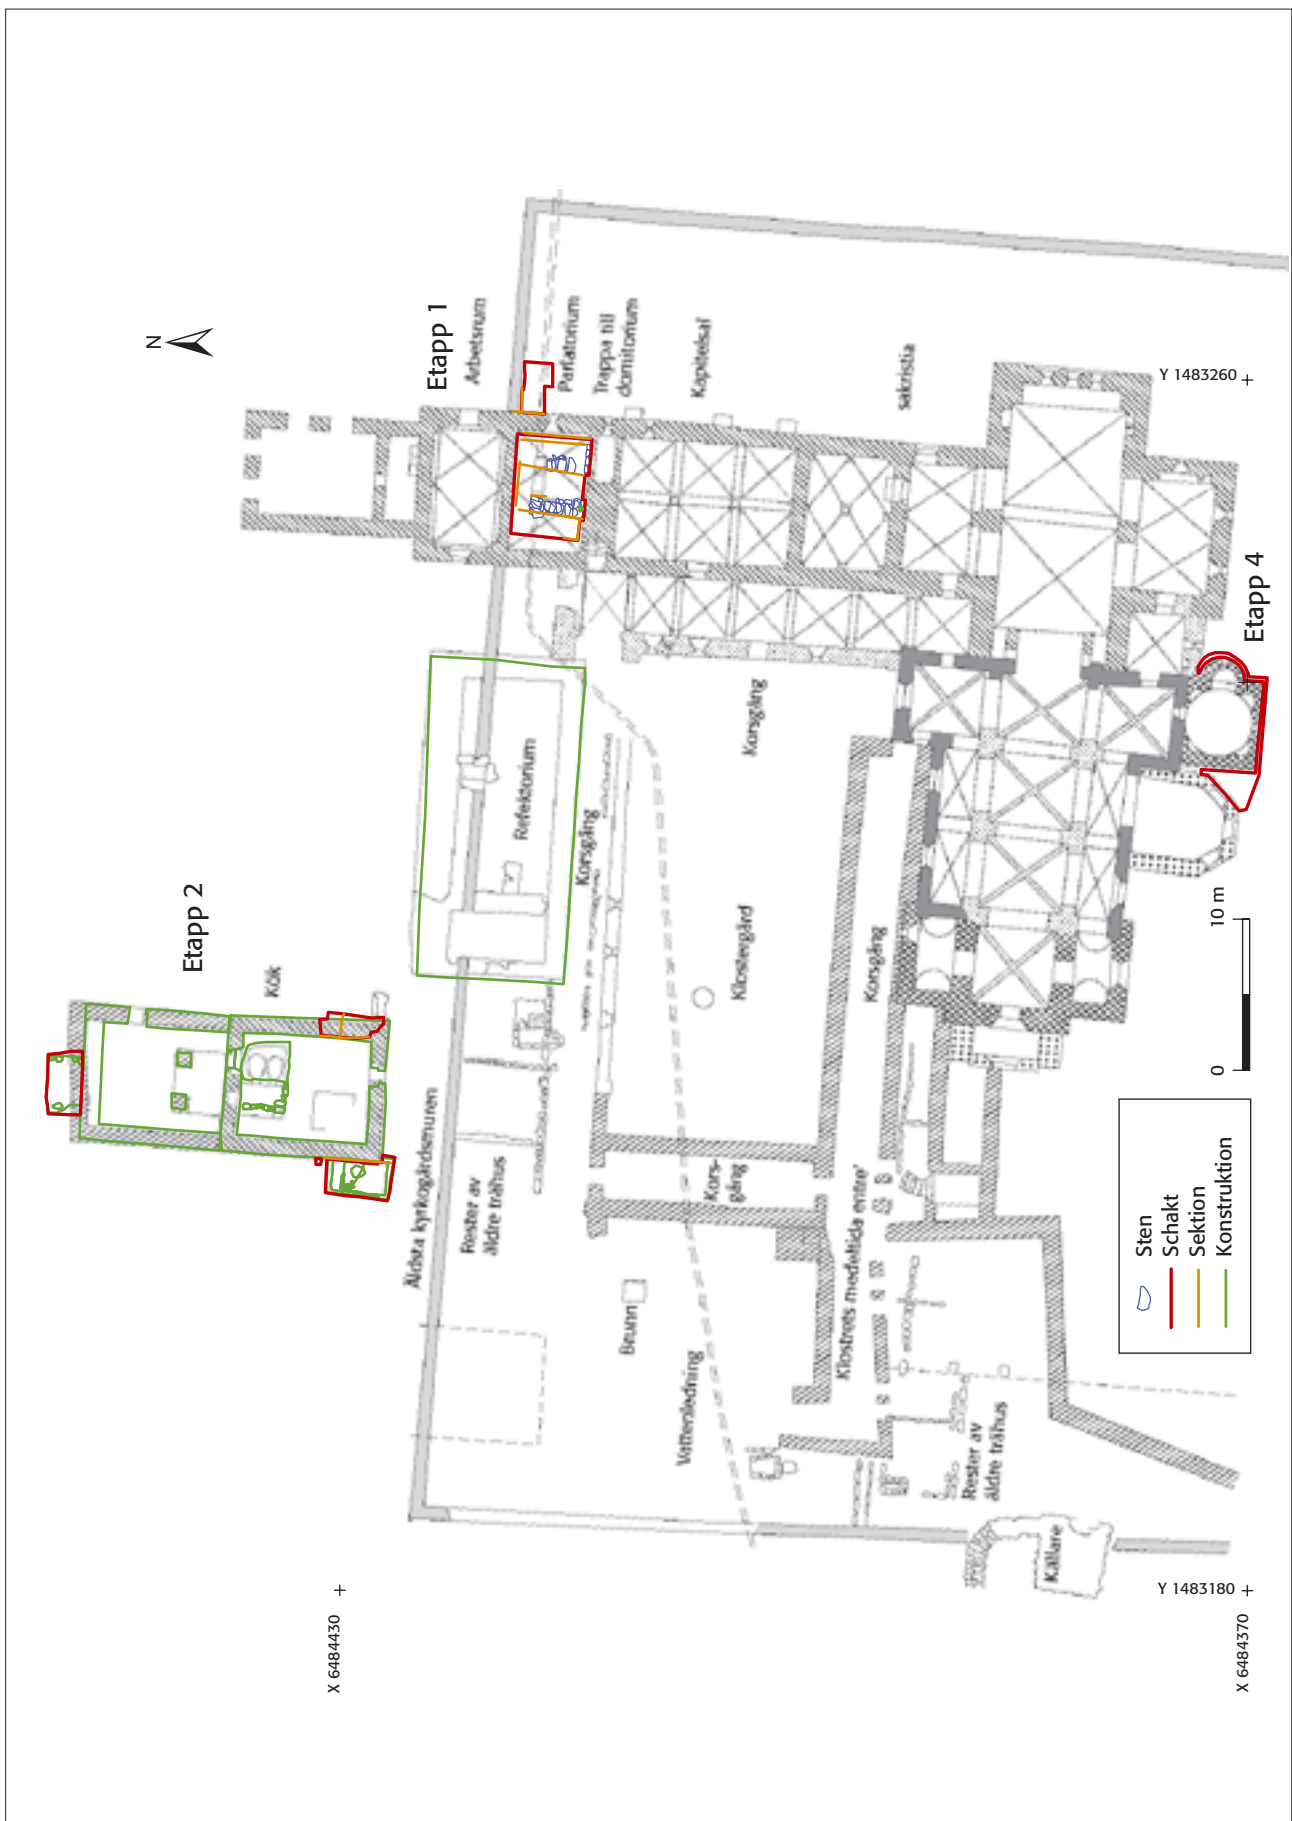 N
Etapp 1
Arbetsrum
Parlatorium
Trappa till
dormitorium
Kapitelsal
sakristia
Y 1483260
Etapp 4
Etapp 2
Kök
Refektorium
Korsgång
Korsgång
Klostergård
Korsgång
Äldsta kyrkogårdsmuren
Rester av
äldre trähus
Kors-
gång
Brunn
Vattenledning
Klostrets medeltida entre'
Rester av
äldre trähus
Källare
0
10 m
Sten
Schakt
Sektion
Konstruktion
X 6484430
Y 1483180
X 6484370